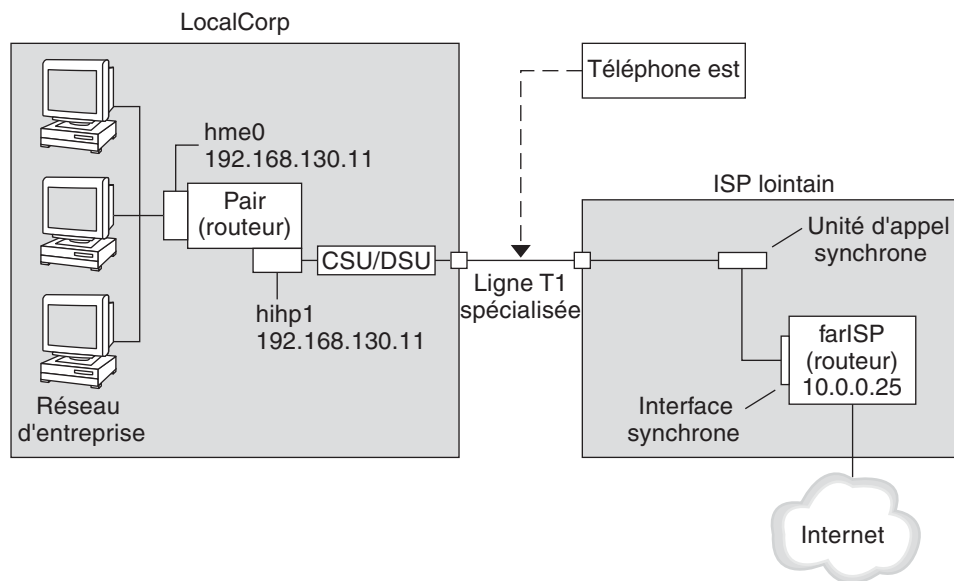 LocalCorp
Téléphone est
hme0
192.168.130.11
Pair
(routeur)
CSU/DSU
hihp1
192.168.130.11
Réseau
d'entreprise
Ligne T1
spécialisée
ISP lointain
Unité d'appel
synchrone
farISP
(routeur)
10.0.0.25
Interface
synchrone
Internet